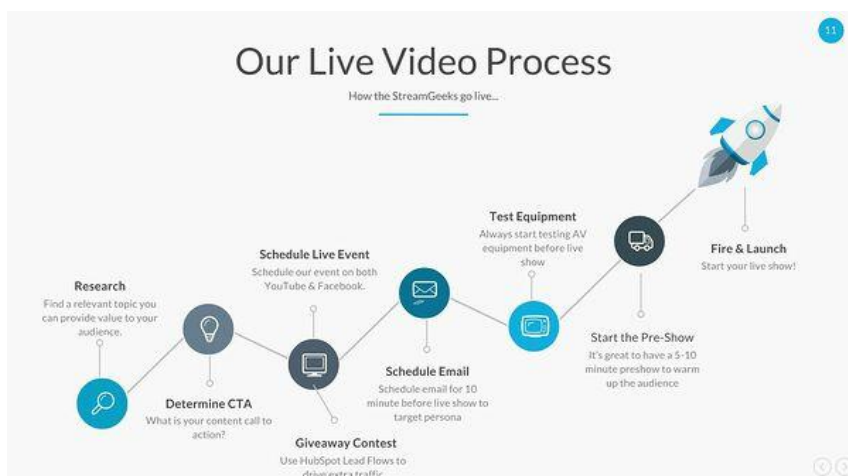 11
Our Live Video Process
How the StreamGeeks go live...
Research
Find a relevant topic you
can provide value to your
audience.
Determine CTA
What is your content call to
action?
Schedule Live Event
Schedule our event on both
YouTube & Facebook.
Giveaway Contest
Use HubSpot Lead Flows to
drive extra traffic
Schedule Email
Schedule email for 10
minute before live show to
target persona
Test Equipment
Always start testing AV
equipment before live
show
Start the Pre-Show
It's great to have a 5-10
minute preshow to warm
up the audience
Fire & Launch
Start your live show!